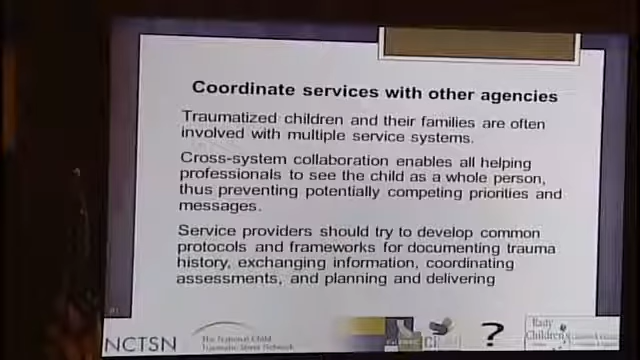 Coordinate services with other agencies
Traumatized children and their families are often
involved with multiple service systems.
Cross-system collaboration enables all helping
professionals to see the child as a whole person,
thus preventing potentially competing priorities and
messages.
Service providers should try to develop common
protocols and frameworks for documenting trauma
history, exchanging information, coordinating
assessments, and planning and delivering
NCTSN
The National Child
Traumatic Stress Network
?
Rady
Children's